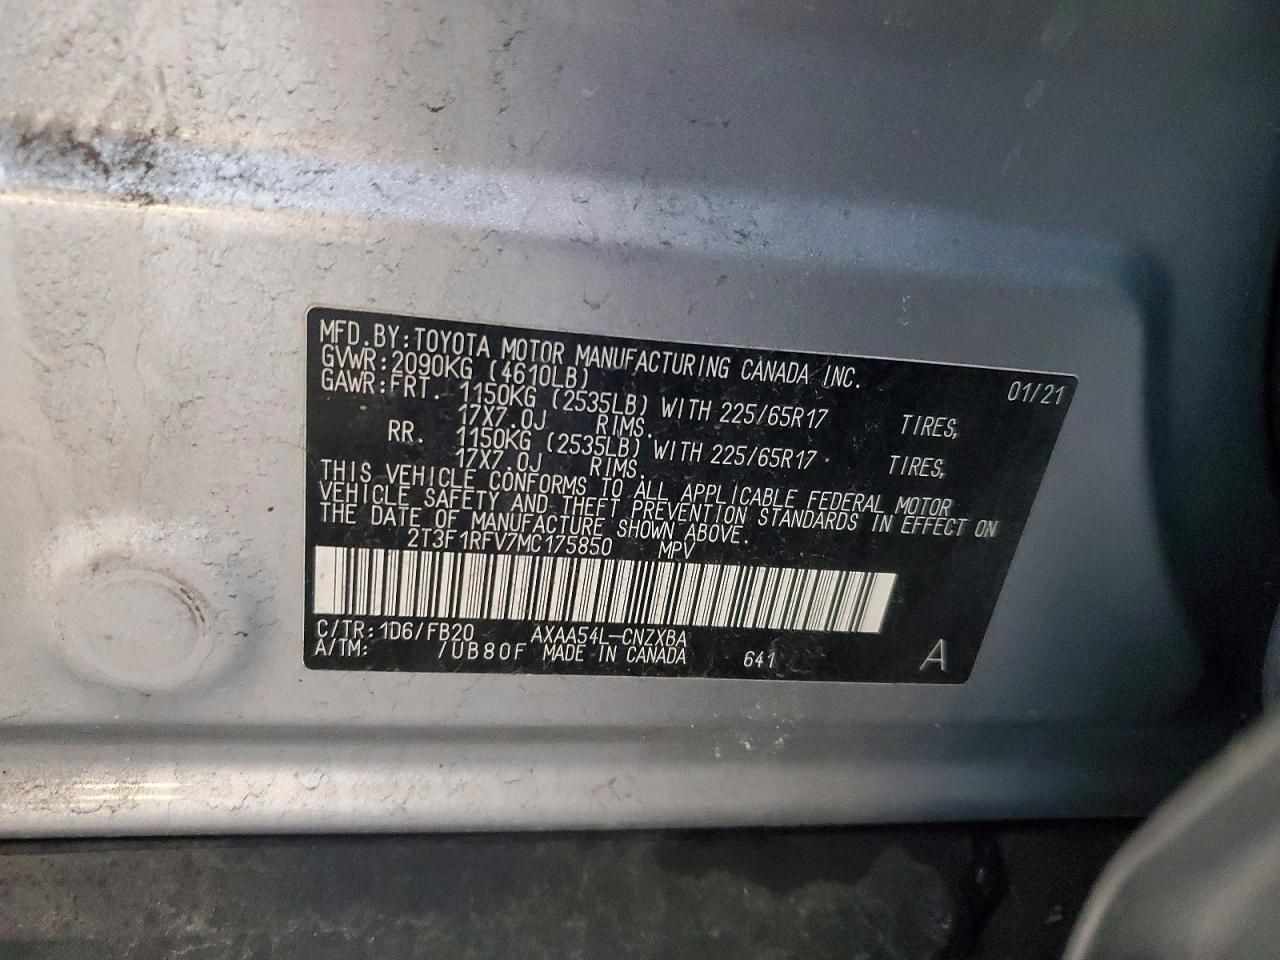 MFD.BY:TOYOTA MOTOR MANUFACTURING CANADA INC. 01/21
GVWR:2090KG (4610LB)
GAWR:FRT. 1150KG (2535LB) WITH 225/65R17 TIRES,
17X7.0J RIMS.
RR. 1150KG (2535LB) WITH 225/65R17 TIRES,
17X7.0J RIMS.
THIS VEHICLE CONFORMS TO ALL APPLICABLE FEDERAL MOTOR
VEHICLE SAFETY AND THEFT PREVENTION STANDARDS IN EFFECT ON
THE DATE OF MANUFACTURE SHOWN ABOVE.
2T3F1RFV7MC175850 MPV
C/TR:1D6/FB20 AXAA54L-CNZXBA
A/TM: /UB80F MADE IN CANADA 641 A